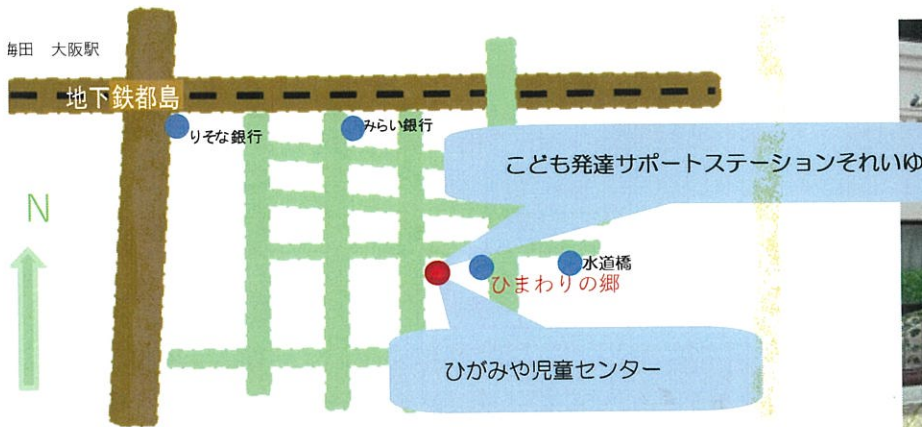 梅田　大阪駅
地下鉄都島
りそな銀行
みらい銀行
こども発達サポートステーションそれいゆ
N
水道橋
ひまわりの郷
ひがみや児童センター